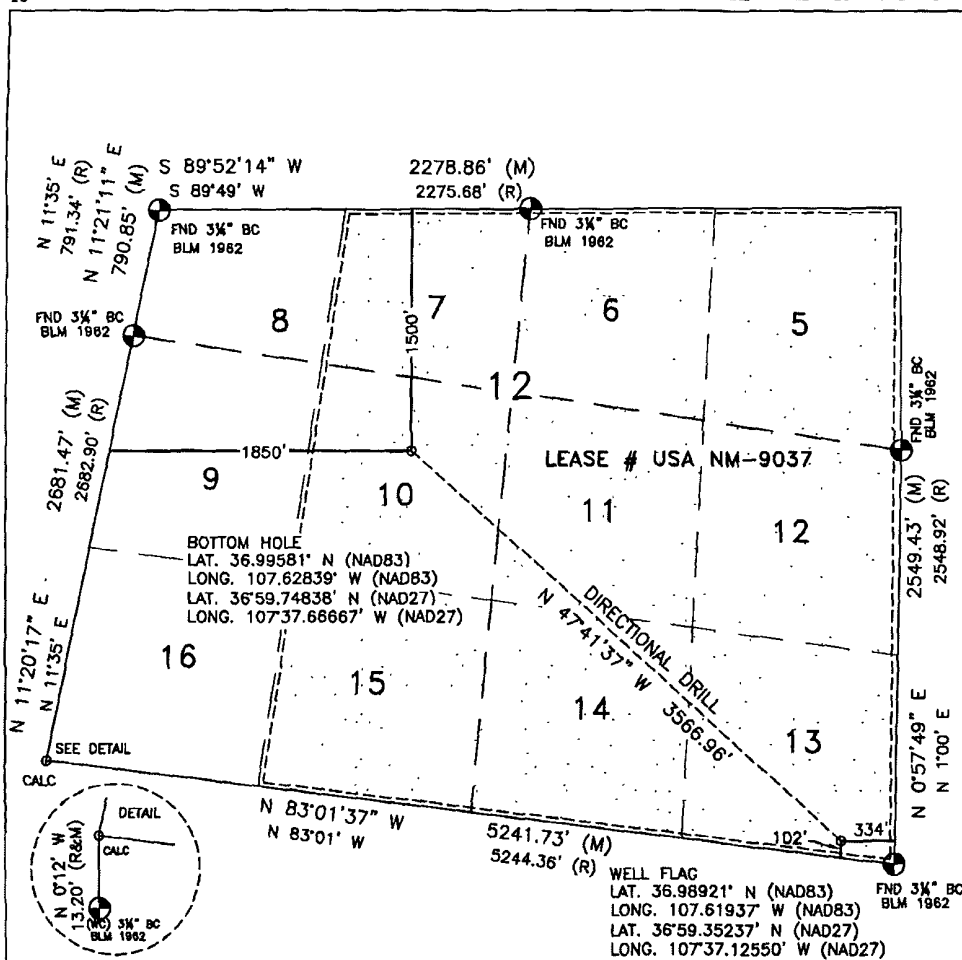 S 89°52'14" W
2278.86' (M)
S 89°49' W
2275.68' (R)
N 11°35' E
791.34' (R)
N 11°21'11" E
790.85' (M)
FND 3¼" BC
BLM 1962
FND 3¼" BC
BLM 1962
FND 3¼" BC
BLM 1962
8
7
6
5
1500'
12
FND 3¼" BC
BLM 1962
2681.47' (M)
2682.90' (R)
1850'
LEASE # USA NM-9037
9
10
11
12
2549.43' (M)
2548.92' (R)
BOTTOM HOLE
LAT. 36.99581° N (NAD83)
LONG. 107.62839° W (NAD83)
LAT. 36°59.74838' N (NAD27)
LONG. 107°37.66667' W (NAD27)
DIRECTIONAL DRILL
N 47°41'37" W 3566.96'
N 11°20'17" E
N 11°35' E
16
15
14
13
N 0°57'49" E
N 1°00' E
SEE DETAIL
CALC
DETAIL
CALC
N 0°12' W
13.20' (R&M)
(WC) 3¼" BC
BLM 1962
N 83°01'37" W
N 83°01' W
5241.73' (M)
5244.36' (R)
102'
334'
WELL FLAG
LAT. 36.98921° N (NAD83)
LONG. 107.61937° W (NAD83)
LAT. 36°59.35237' N (NAD27)
LONG. 107°37.12550' W (NAD27)
FND 3¼" BC
BLM 1962